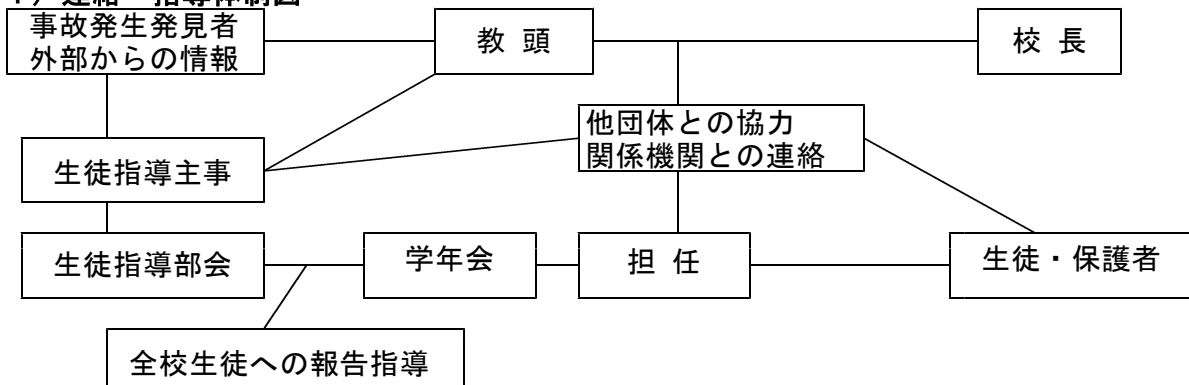 事故発生発見者
外部からの情報
教 頭
校 長
他団体との協力
関係機関との連絡
生徒指導主事
生徒指導部会
学年会
担 任
生徒・保護者
全校生徒への報告指導